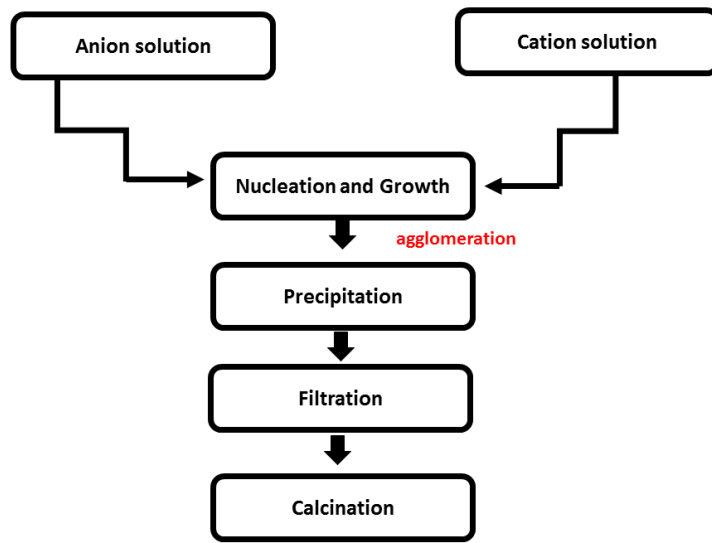 Anion solution
Cation solution
Nucleation and Growth
agglomeration
Precipitation
Filtration
Calcination